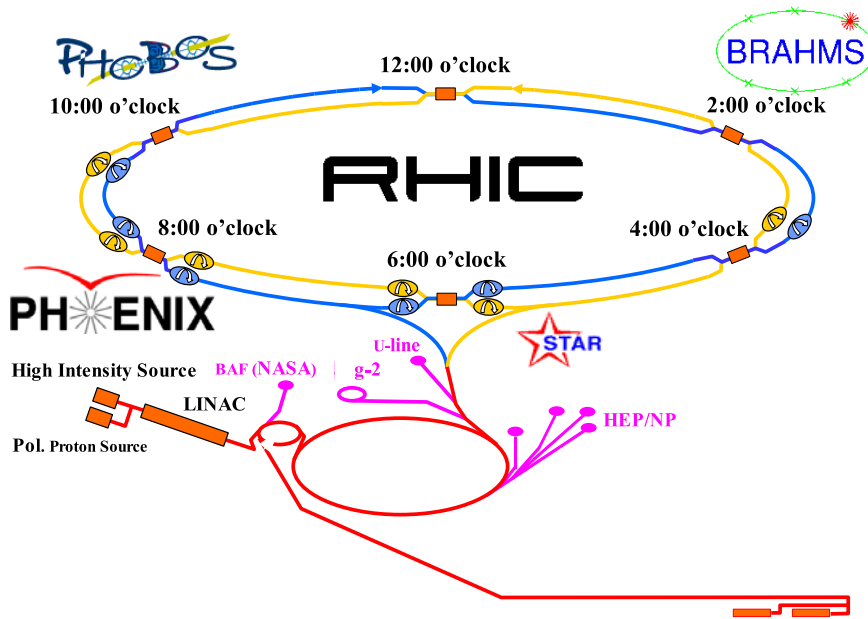 PHOBOS
12:00 o'clock
BRAHMS
10:00 o'clock
2:00 o'clock
RHIC
8:00 o'clock
4:00 o'clock
6:00 o'clock
PHENIX
STAR
U-line
High Intensity Source
BAF (NASA)
g-2
LINAC
HEP/NP
Pol. Proton Source